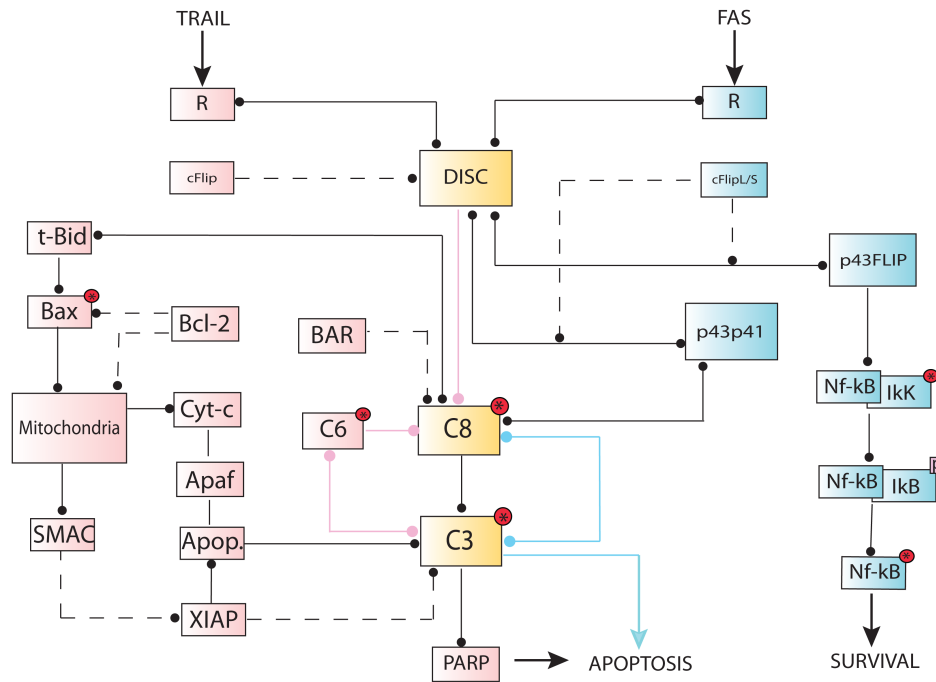 TRAIL
FAS
R
R
cFlip
DISC
cFlipL/S
t-Bid
p43FLIP
Bax
*
Bcl-2
BAR
p43p41
Mitochondria
Cyt-c
C6
*
C8
*
Nf-kB
IkK
*
Apaf
Nf-kB
IkB
p
SMAC
Apop.
C3
*
Nf-kB
*
XIAP
PARP
APOPTOSIS
SURVIVAL